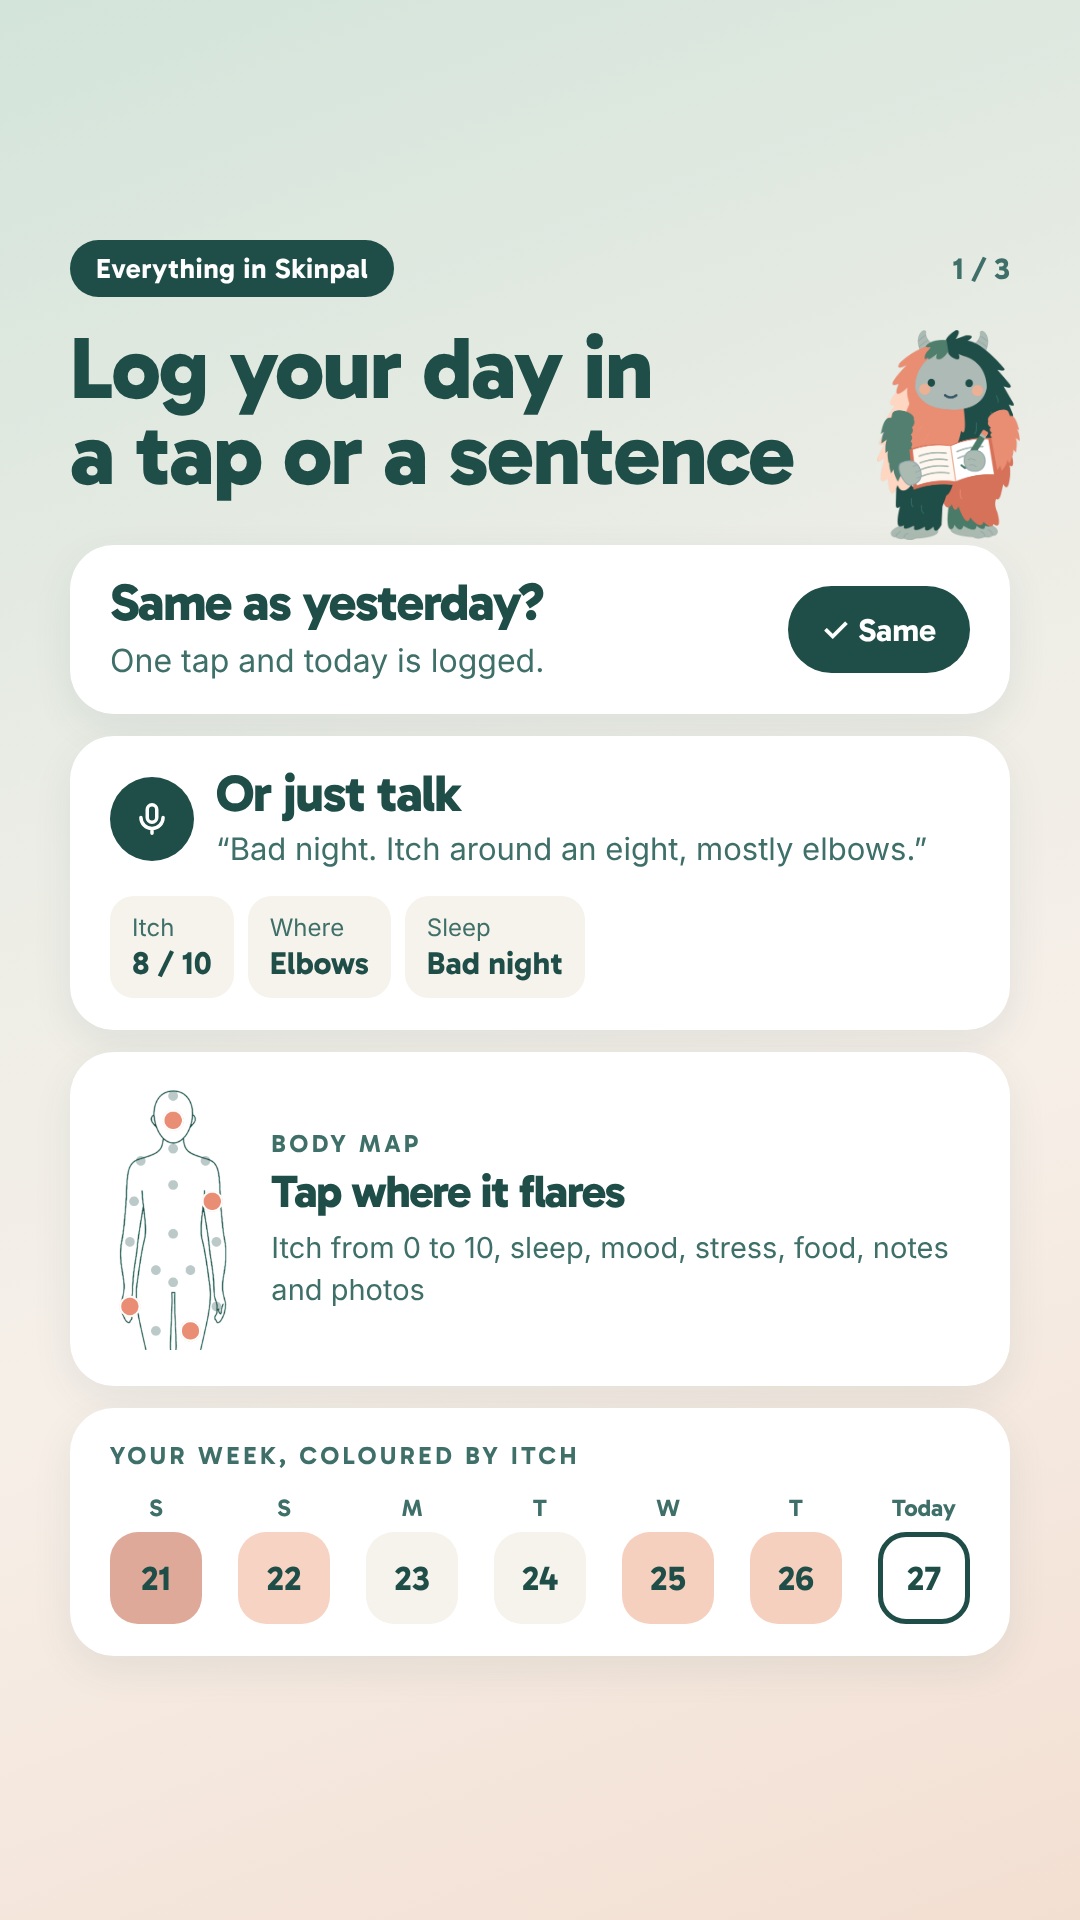 Everything in Skinpal
1 / 3
Log your day in
a tap or a sentence
Same as yesterday?
One tap and today is logged.
Same
Or just talk
“Bad night. Itch around an eight, mostly elbows.”
Itch
8 / 10
Where
Elbows
Sleep
Bad night
BODY MAP
Tap where it flares
Itch from 0 to 10, sleep, mood, stress, food, notes
and photos
YOUR WEEK, COLOURED BY ITCH
S S M T W T Today
21 22 23 24 25 26 27